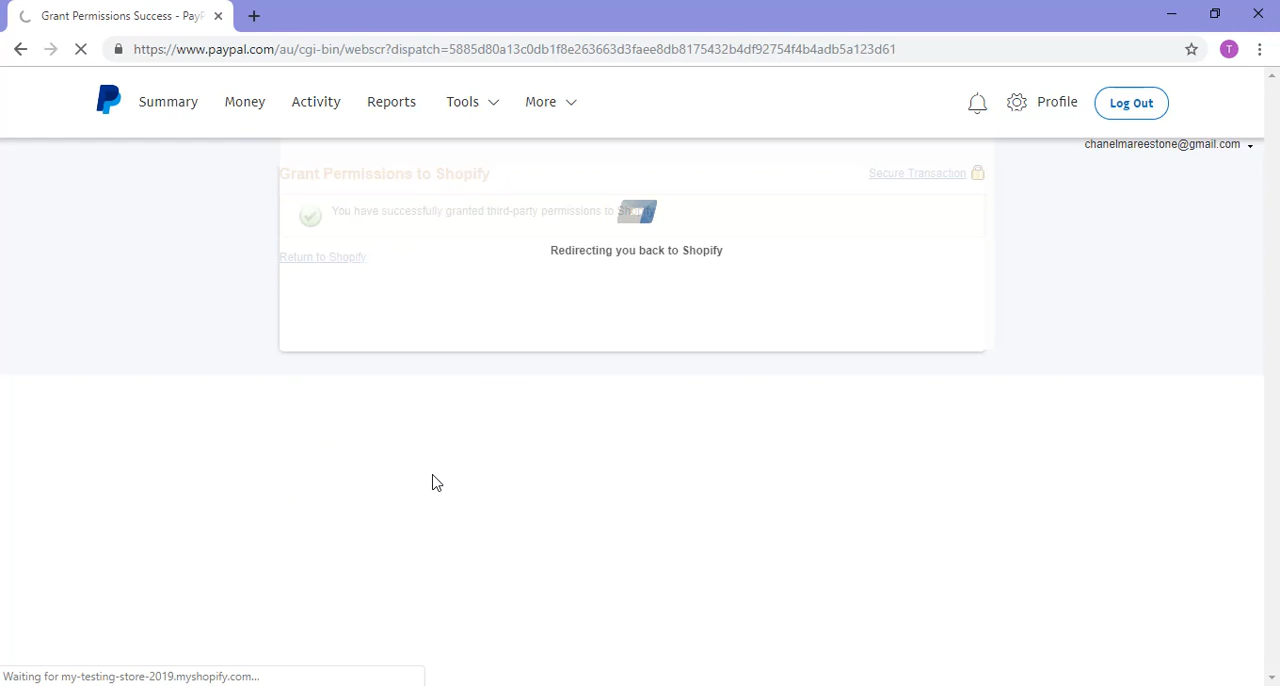 Grant Permissions Success - PayP
https://www.paypal.com/au/cgi-bin/webscr?dispatch=5885d80a13c0db1f8e263663d3faee8db8175432b4df92754f4b4adb5a123d61
T
Summary Money Activity Reports Tools More Profile Log Out
chanelmareestone@gmail.com
Grant Permissions to Shopify Secure Transaction
You have successfully granted third-party permissions to Shopify
Redirecting you back to Shopify
Return to Shopify
Waiting for my-testing-store-2019.myshopify.com...